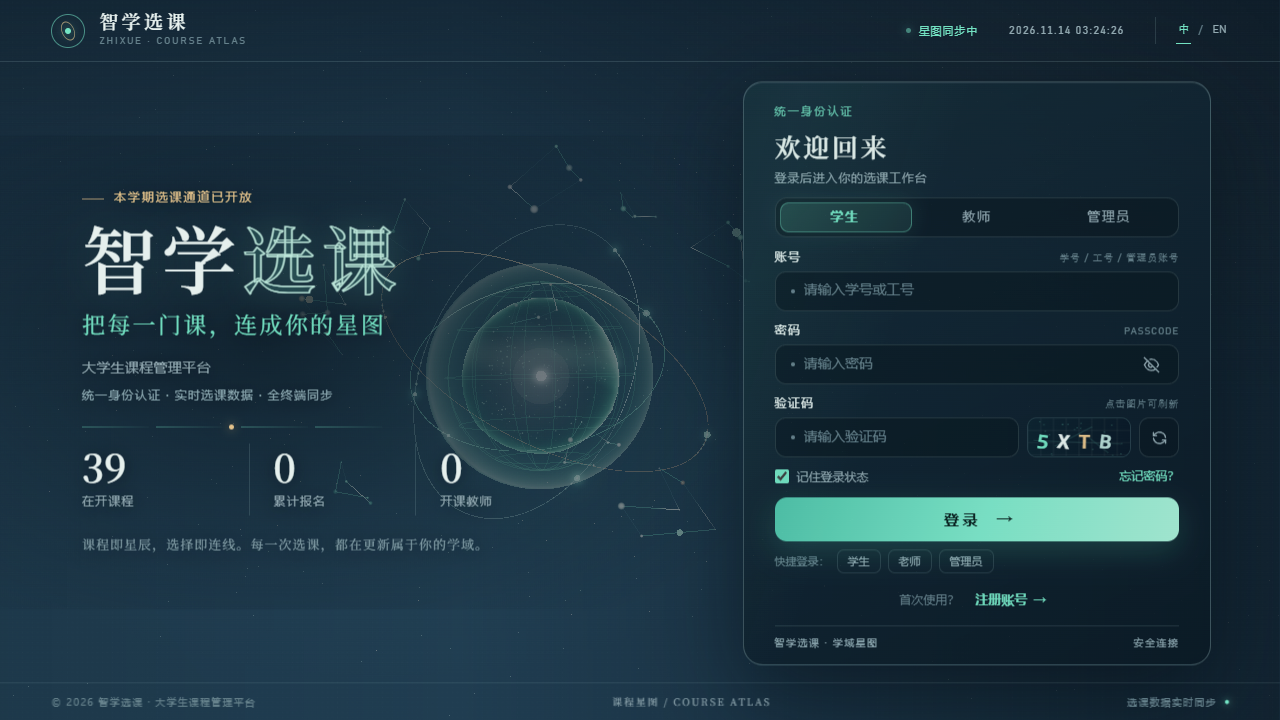 智学选课
ZHIXUE · COURSE ATLAS
星图同步中
2026.11.14 03:24:26
中 / EN
本学期选课通道已开放
智学选课
把每一门课，连成你的星图
大学生课程管理平台
统一身份认证 · 实时选课数据 · 全终端同步
39
在开课程
0
累计报名
0
开课教师
课程即星辰，选择即连线。每一次选课，都在更新属于你的学域。
统一身份认证
欢迎回来
登录后进入你的选课工作台
学生
教师
管理员
账号
学号 / 工号 / 管理员账号
请输入学号或工号
密码
PASSCODE
请输入密码
验证码
点击图片可刷新
请输入验证码
5 X T B
记住登录状态
忘记密码?
登录 →
快捷登录:
学生
老师
管理员
首次使用? 注册账号 →
智学选课 · 学域星图
安全连接
© 2026 智学选课 · 大学生课程管理平台
课程星图 / COURSE ATLAS
选课数据实时同步